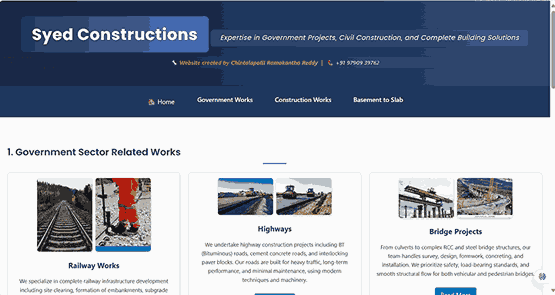 Syed Constructions
Expertise in Government Projects, Civil Construction, and Complete Building Solutions
Website created by Chintalapalli Ramakantha Reddy | +91 97909 39762
Home Government Works Construction Works Basement to Slab
1. Government Sector Related Works
Railway Works
We specialize in complete railway infrastructure development
including site clearing, formation of embankments, subgrade
Highways
We undertake highway construction projects including BT
(Bituminous) roads, cement concrete roads, and interlocking
paver blocks. Our roads are built for heavy traffic, long-term
performance, and minimal maintenance, using modern
techniques and machinery.
Bridge Projects
From culverts to complex RCC and steel bridge structures, our
team handles survey, design, formwork, concreting, and
installation. We prioritize safety, load-bearing standards, and
smooth structural flow for both vehicular and pedestrian bridges.
Read More